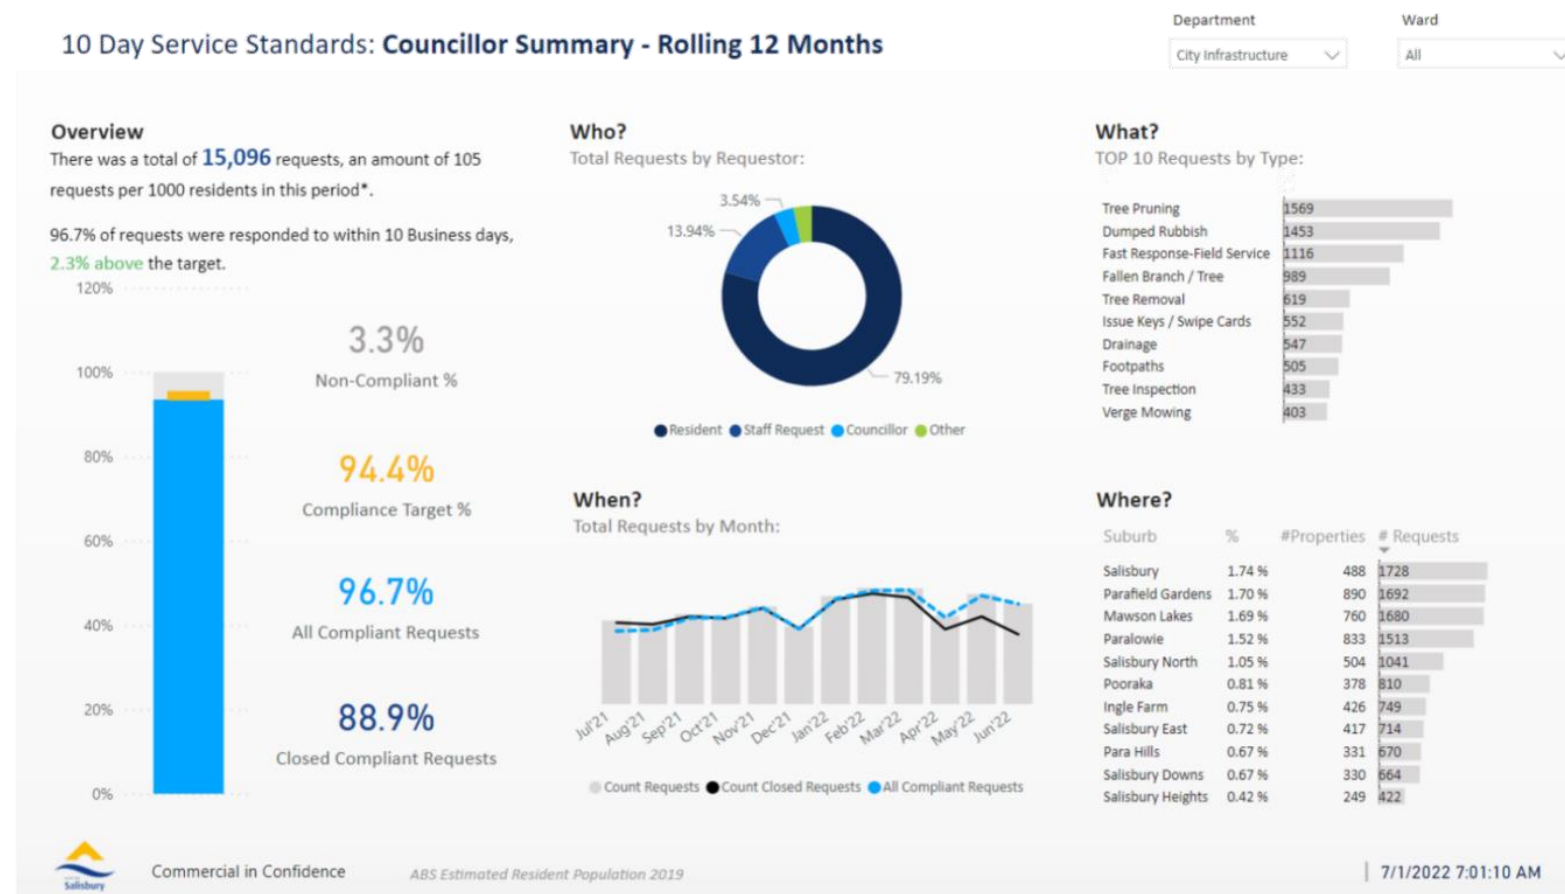 10 Day Service Standards: Councillor Summary - Rolling 12 Months
Department
City Infrastructure
Ward
All
Overview
There was a total of 15,096 requests, an amount of 105
requests per 1000 residents in this period*.
96.7% of requests were responded to within 10 Business days,
2.3% above the target.
120%
100%
80%
60%
40%
20%
0%
3.3%
Non-Compliant %
94.4%
Compliance Target %
96.7%
All Compliant Requests
88.9%
Closed Compliant Requests
Who?
Total Requests by Requestor:
3.54%
13.94%
79.19%
Resident Staff Request Councillor Other
When?
Total Requests by Month:
Jul'21 Aug'21 Sep'21 Oct'21 Nov'21 Dec'21 Jan'22 Feb'22 Mar'22 Apr'22 May'22 Jun'22
Count Requests Count Closed Requests All Compliant Requests
What?
TOP 10 Requests by Type:
Tree Pruning 1569
Dumped Rubbish 1453
Fast Response-Field Service 1116
Fallen Branch / Tree 989
Tree Removal 619
Issue Keys / Swipe Cards 552
Drainage 547
Footpaths 505
Tree Inspection 433
Verge Mowing 403
Where?
Suburb % #Properties # Requests
Salisbury 1.74 % 488 1728
Parafield Gardens 1.70 % 890 1692
Mawson Lakes 1.69 % 760 1680
Paralowie 1.52 % 833 1513
Salisbury North 1.05 % 504 1041
Pooraka 0.81 % 378 810
Ingle Farm 0.75 % 426 749
Salisbury East 0.72 % 417 714
Para Hills 0.67 % 331 670
Salisbury Downs 0.67 % 330 664
Salisbury Heights 0.42 % 249 422
Salisbury
Commercial in Confidence
ABS Estimated Resident Population 2019
7/1/2022 7:01:10 AM